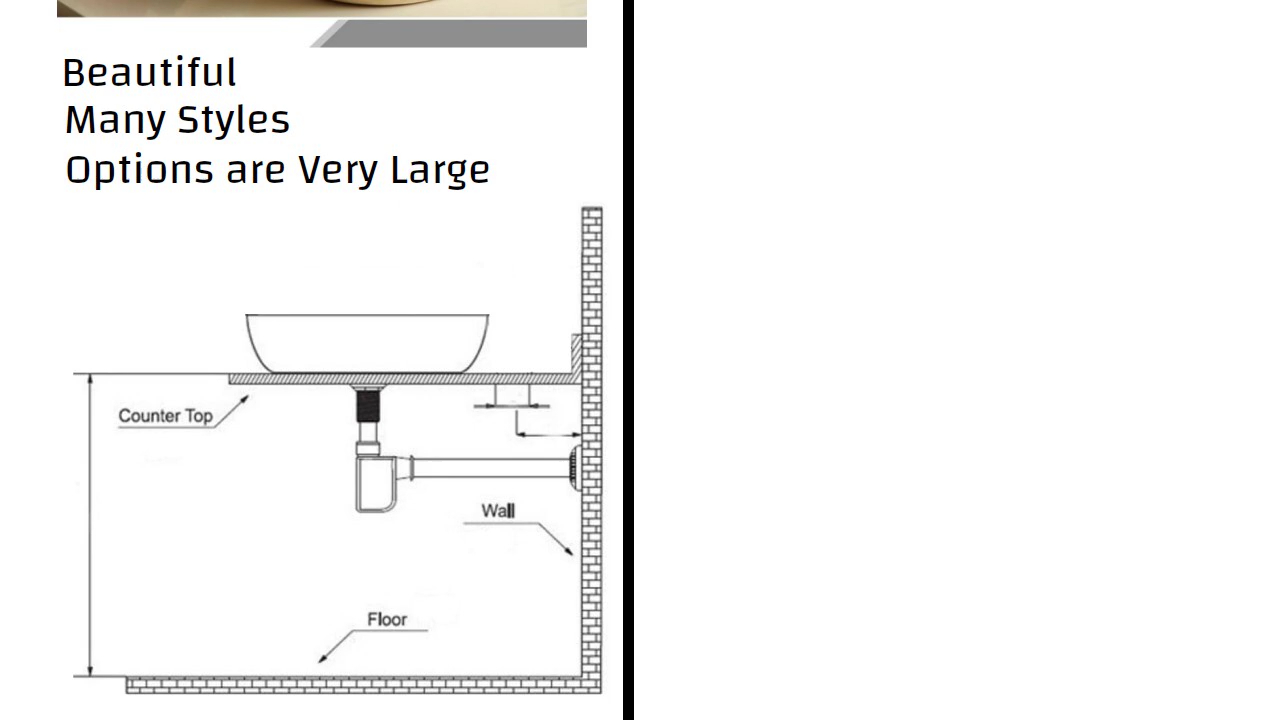 Beautiful
Many Styles
Options are Very Large
Counter Top
Wall
Floor